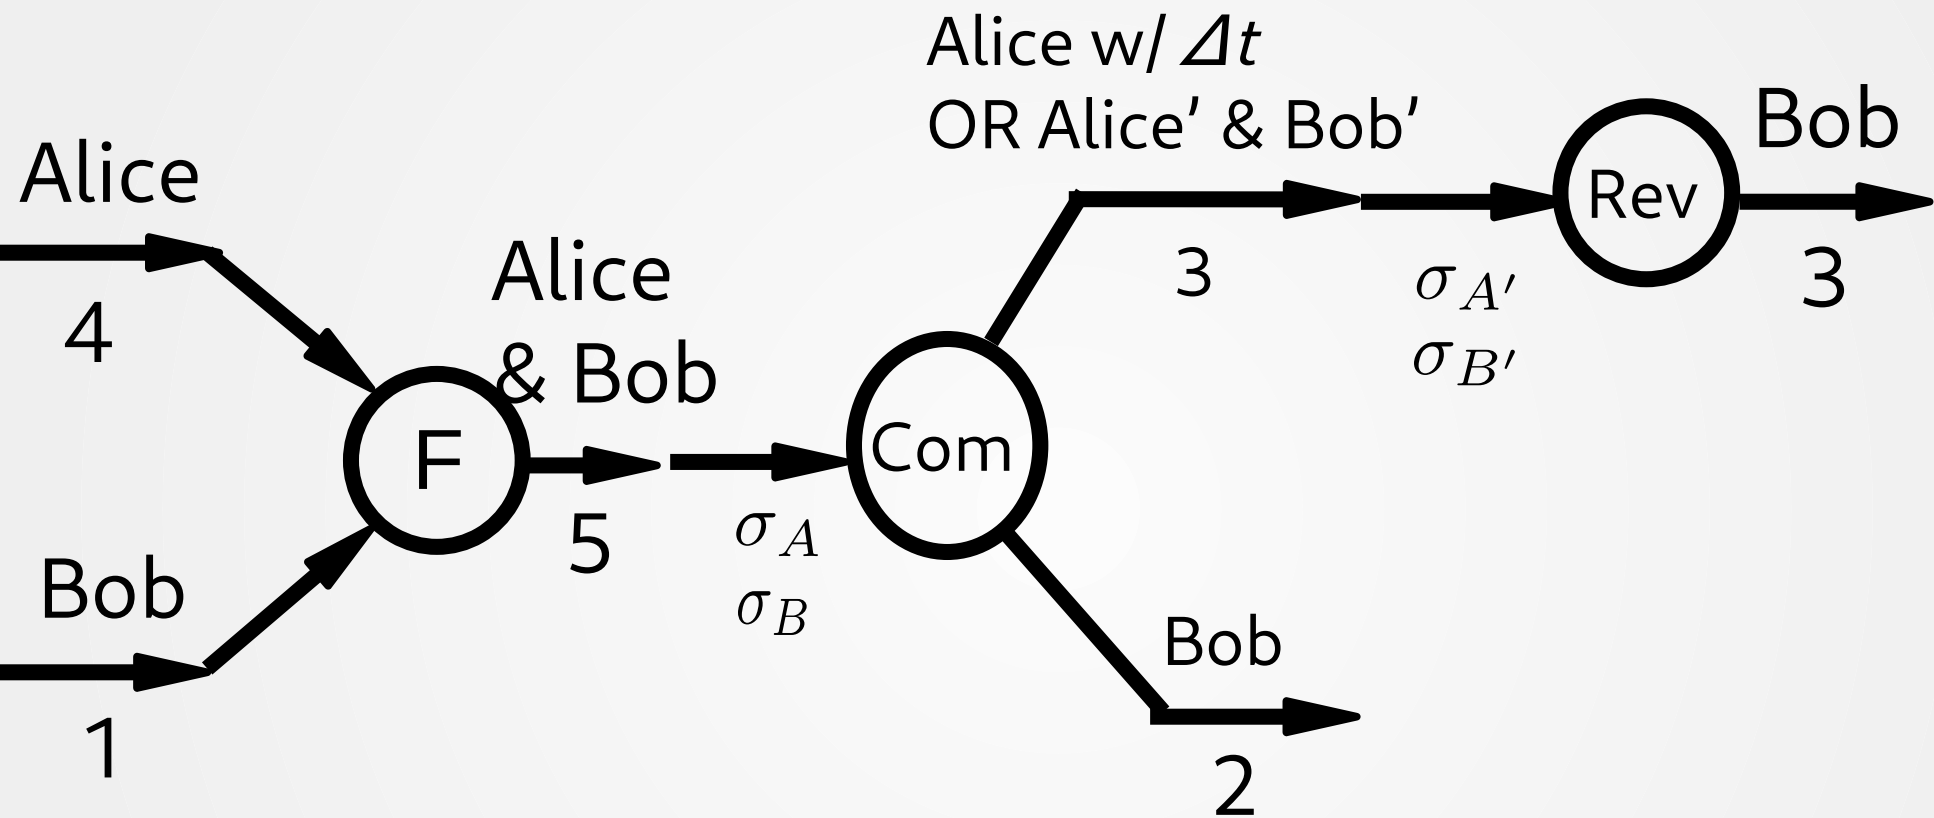 Alice
4
Bob
1
F
Alice
& Bob
5
σ_A
σ_B
Com
Alice w/ Δt
OR Alice′ & Bob′
3
σ_A′
σ_B′
Rev
Bob
3
Bob
2